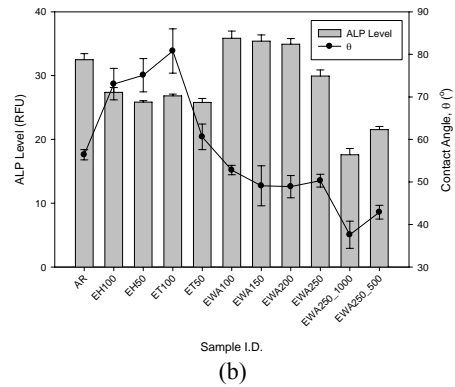 90
80
70
60
50
40
30
Contact Angle, θ (°)
40
30
20
10
0
ALP Level (RFU)
ALP Level
θ
AR
EH100
EH50
ET100
ET50
EWA100
EWA150
EWA200
EWA250
EWA250_1000
EWA250_500
Sample I.D.
(b)